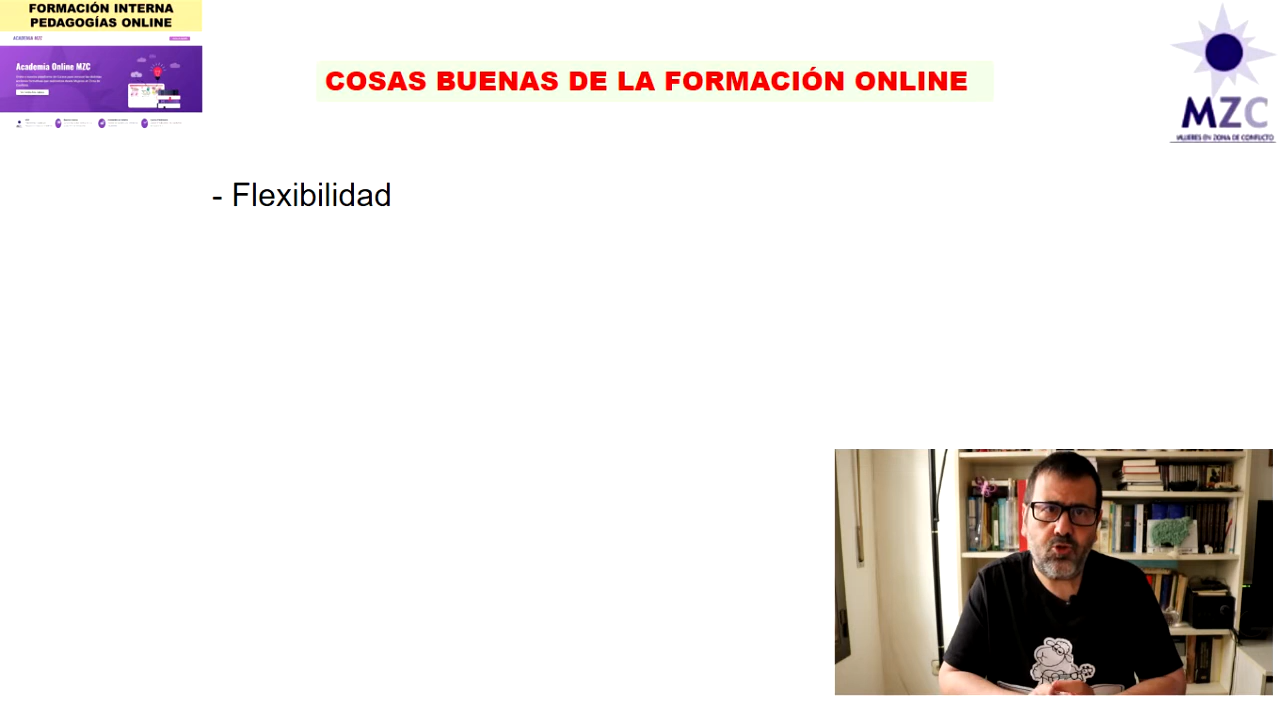 FORMACIÓN INTERNA
PEDAGOGÍAS ONLINE
ACADEMIA MZC
Academia Online MZC
COSAS BUENAS DE LA FORMACIÓN ONLINE
MZC
MUJERES EN ZONA DE CONFLICTO
- Flexibilidad